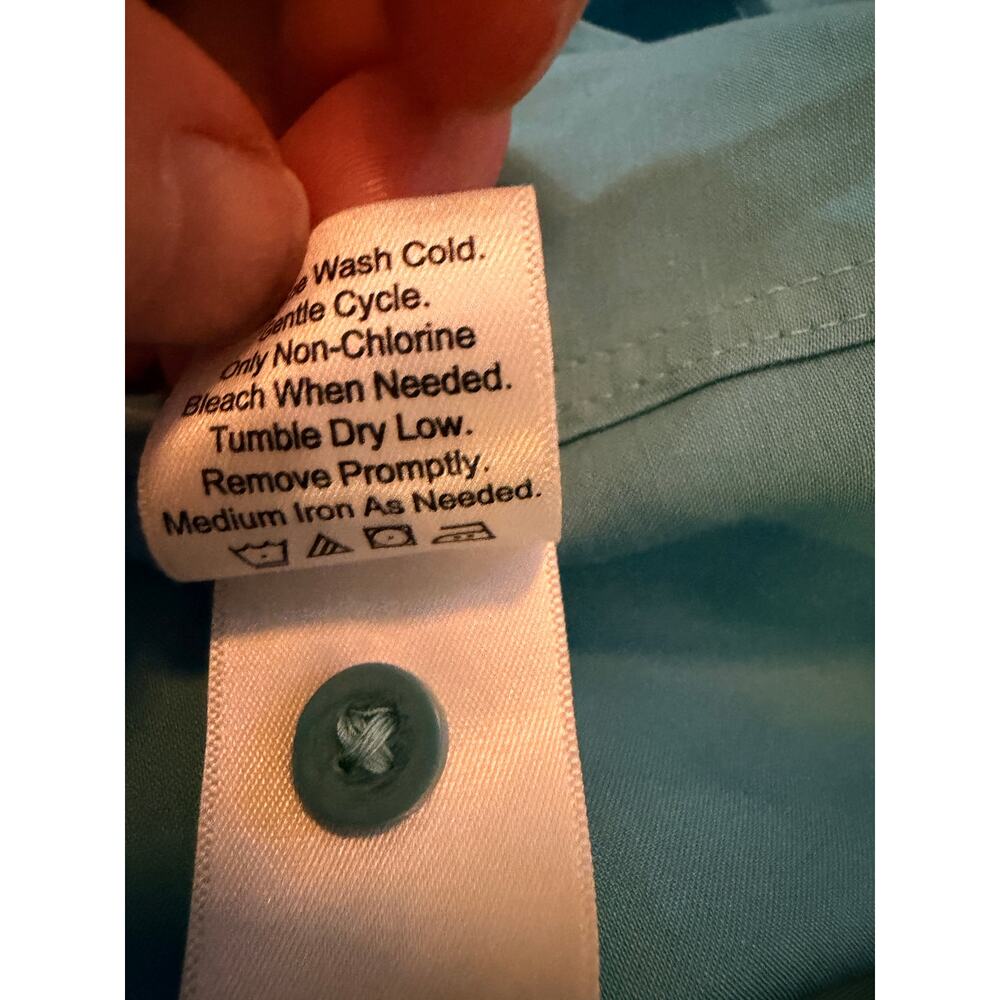 Wash Cold.
Gentle Cycle.
Only Non-Chlorine
Bleach When Needed.
Tumble Dry Low.
Remove Promptly.
Medium Iron As Needed.